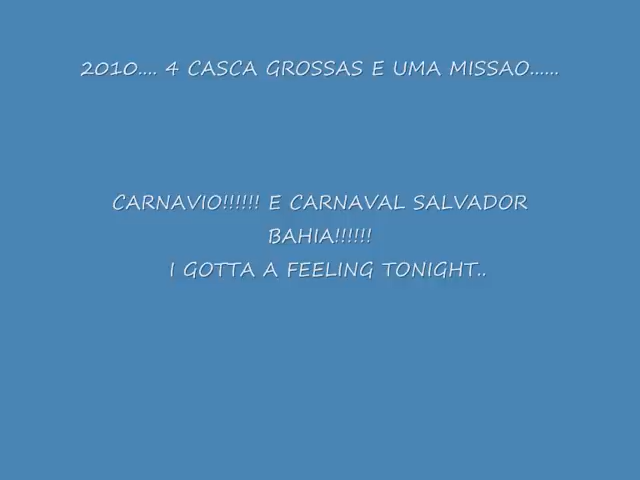 2010.... 4 CASCA GROSSAS E UMA MISSAO......
CARNAVIO!!!!!! E CARNAVAL SALVADOR
BAHIA!!!!!!
I GOTTA A FEELING TONIGHT..